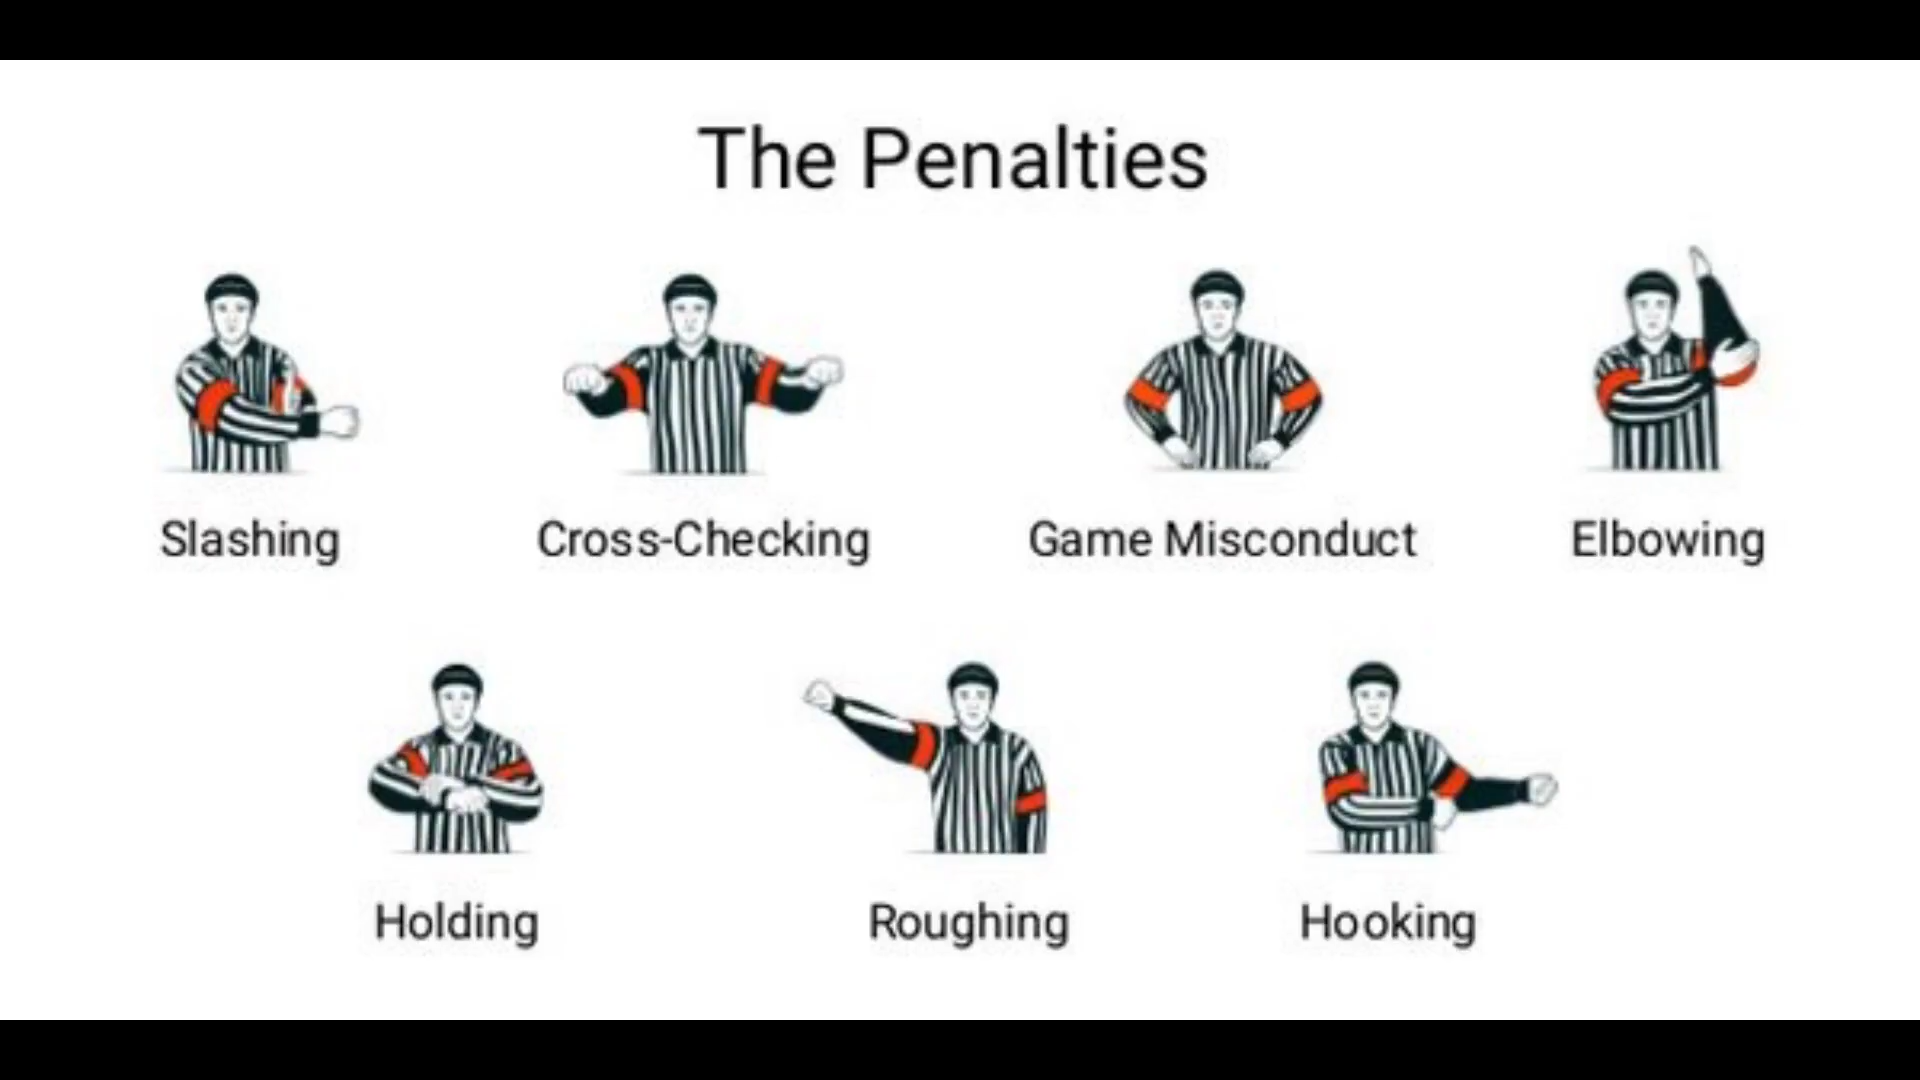 The Penalties
Slashing
Cross-Checking
Game Misconduct
Elbowing
Holding
Roughing
Hooking